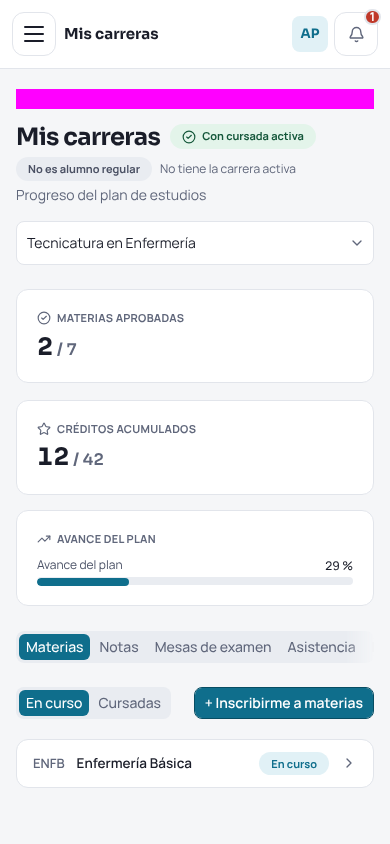 Mis carreras
AP
1
Mis carreras
Con cursada activa
No es alumno regular
No tiene la carrera activa
Progreso del plan de estudios
Tecnicatura en Enfermería
MATERIAS APROBADAS
2 / 7
CRÉDITOS ACUMULADOS
12 / 42
AVANCE DEL PLAN
Avance del plan 29 %
Materias Notas Mesas de examen Asistencia
En curso Cursadas + Inscribirme a materias
ENFB Enfermería Básica En curso